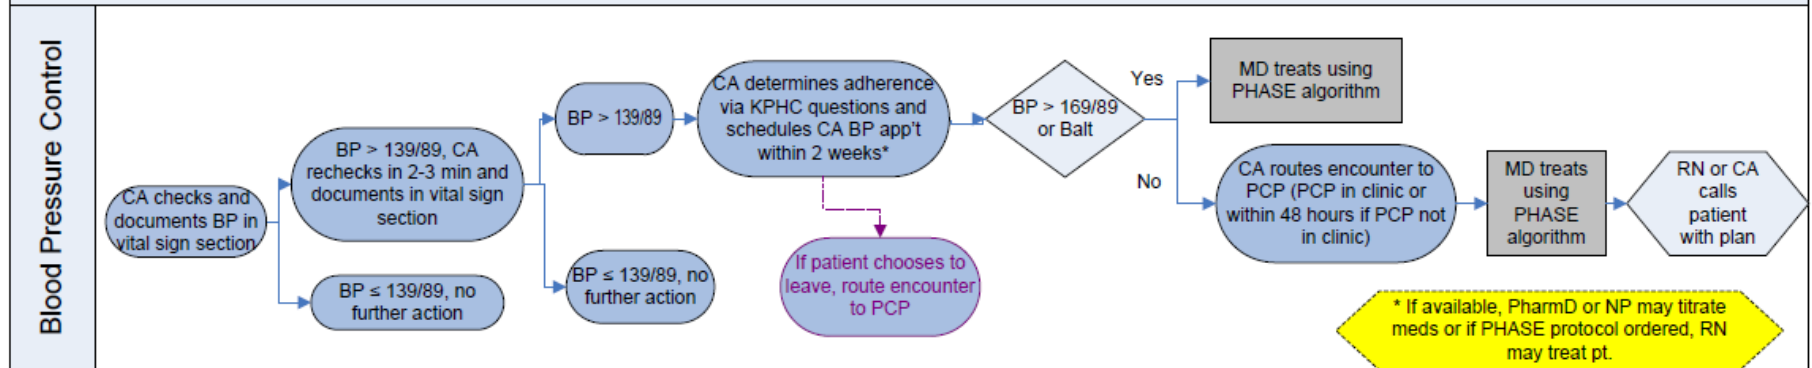 Blood Pressure Control
CA checks and
documents BP in
vital sign section
BP > 139/89, CA
rechecks in 2-3 min and
documents in vital sign
section
BP ≤ 139/89, no
further action
BP > 139/89
BP ≤ 139/89, no
further action
CA determines adherence
via KPHC questions and
schedules CA BP app't
within 2 weeks*
If patient chooses to
leave, route encounter
to PCP
BP > 169/89
or Balt
Yes
MD treats using
PHASE algorithm
No
CA routes encounter to
PCP (PCP in clinic or
within 48 hours if PCP not
in clinic)
MD treats
using
PHASE
algorithm
RN or CA
calls
patient
with plan
* If available, PharmD or NP may titrate
meds or if PHASE protocol ordered, RN
may treat pt.